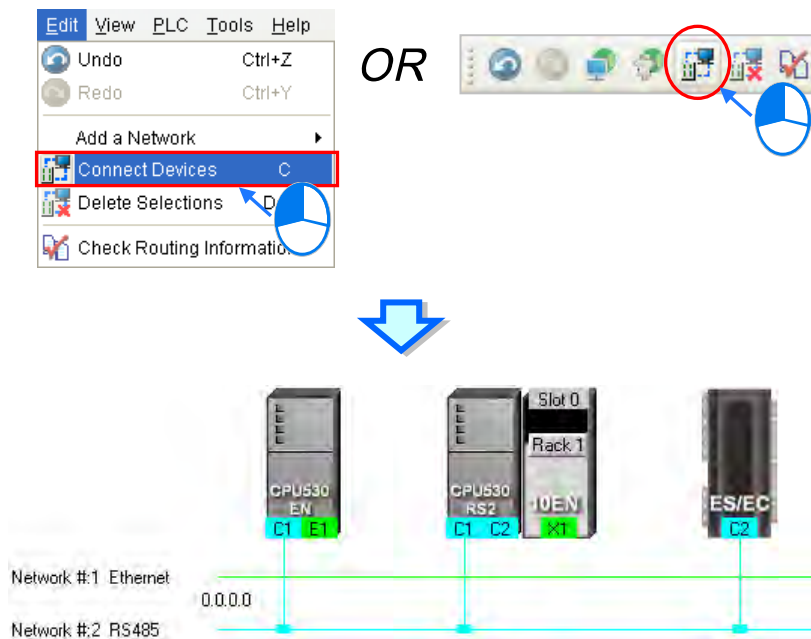 Edit View PLC Tools Help
Undo Ctrl+Z
Redo Ctrl+Y
Add a Network
Connect Devices C
Delete Selections D
Check Routing Information
OR
Slot 0
Rack 1
CPU530 EN
C1 E1
CPU530 RS2
C1 C2
10EN
X1
ES/EC
C2
Network #:1 Ethernet
0.0.0.0
Network #:2 RS485